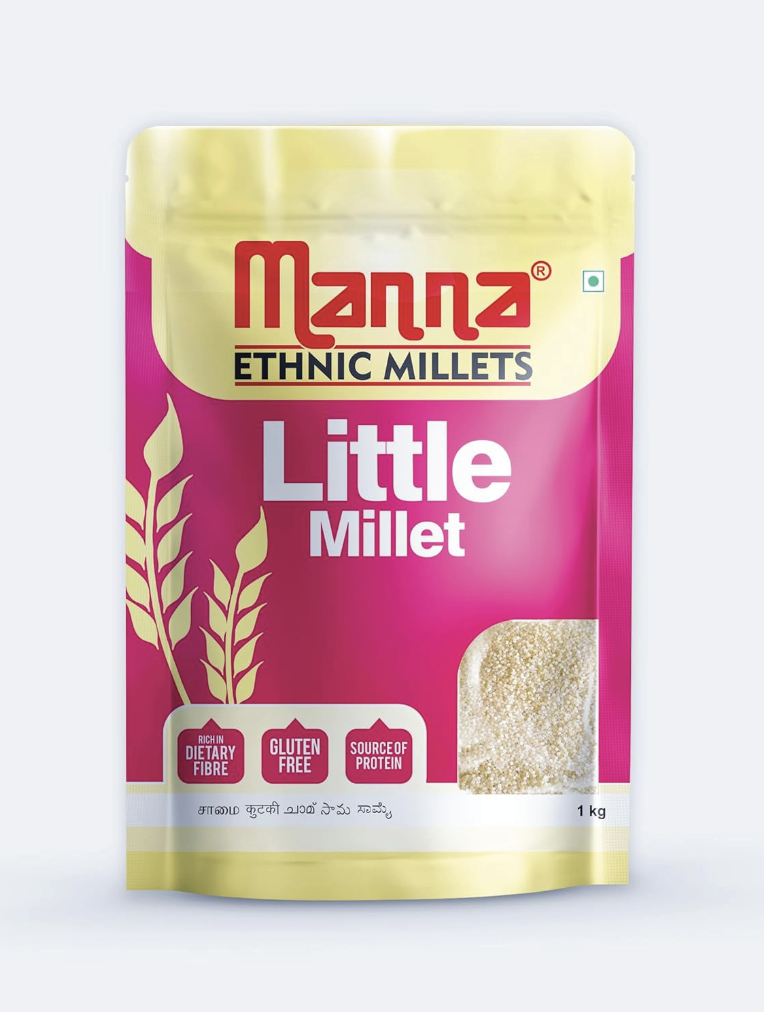 manna®
ETHNIC MILLETS
Little
Millet
RICH IN
DIETARY
FIBRE
GLUTEN
FREE
SOURCE OF
PROTEIN
சாமை कुटकी ചാമ సామ ಸಾಮೆ 1 kg